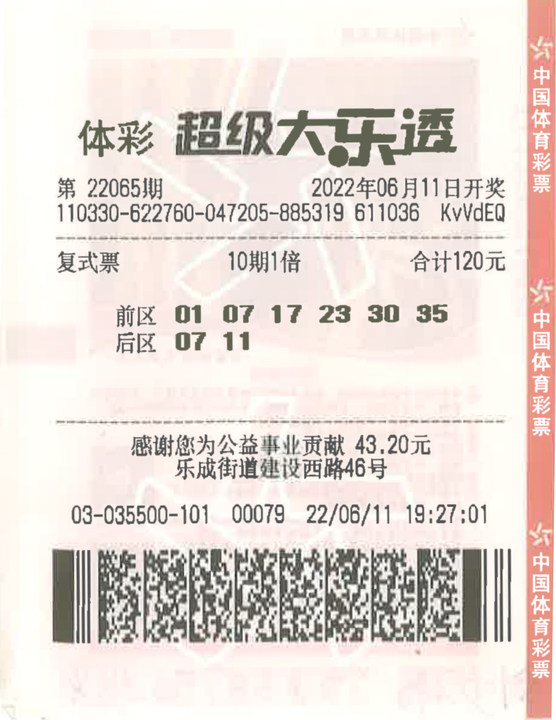 体彩 超级大乐透
第 22065期 2022年06月11日开奖
110330-622760-047205-885319 611036 KvVdEQ
复式票 10期1倍 合计120元
前区 01 07 17 23 30 35
后区 07 11
感谢您为公益事业贡献 43.20元
乐成街道建设西路46号
03-035500-101 00079 22/06/11 19:27:01
中国体育彩票
中国体育彩票
中国体育彩票